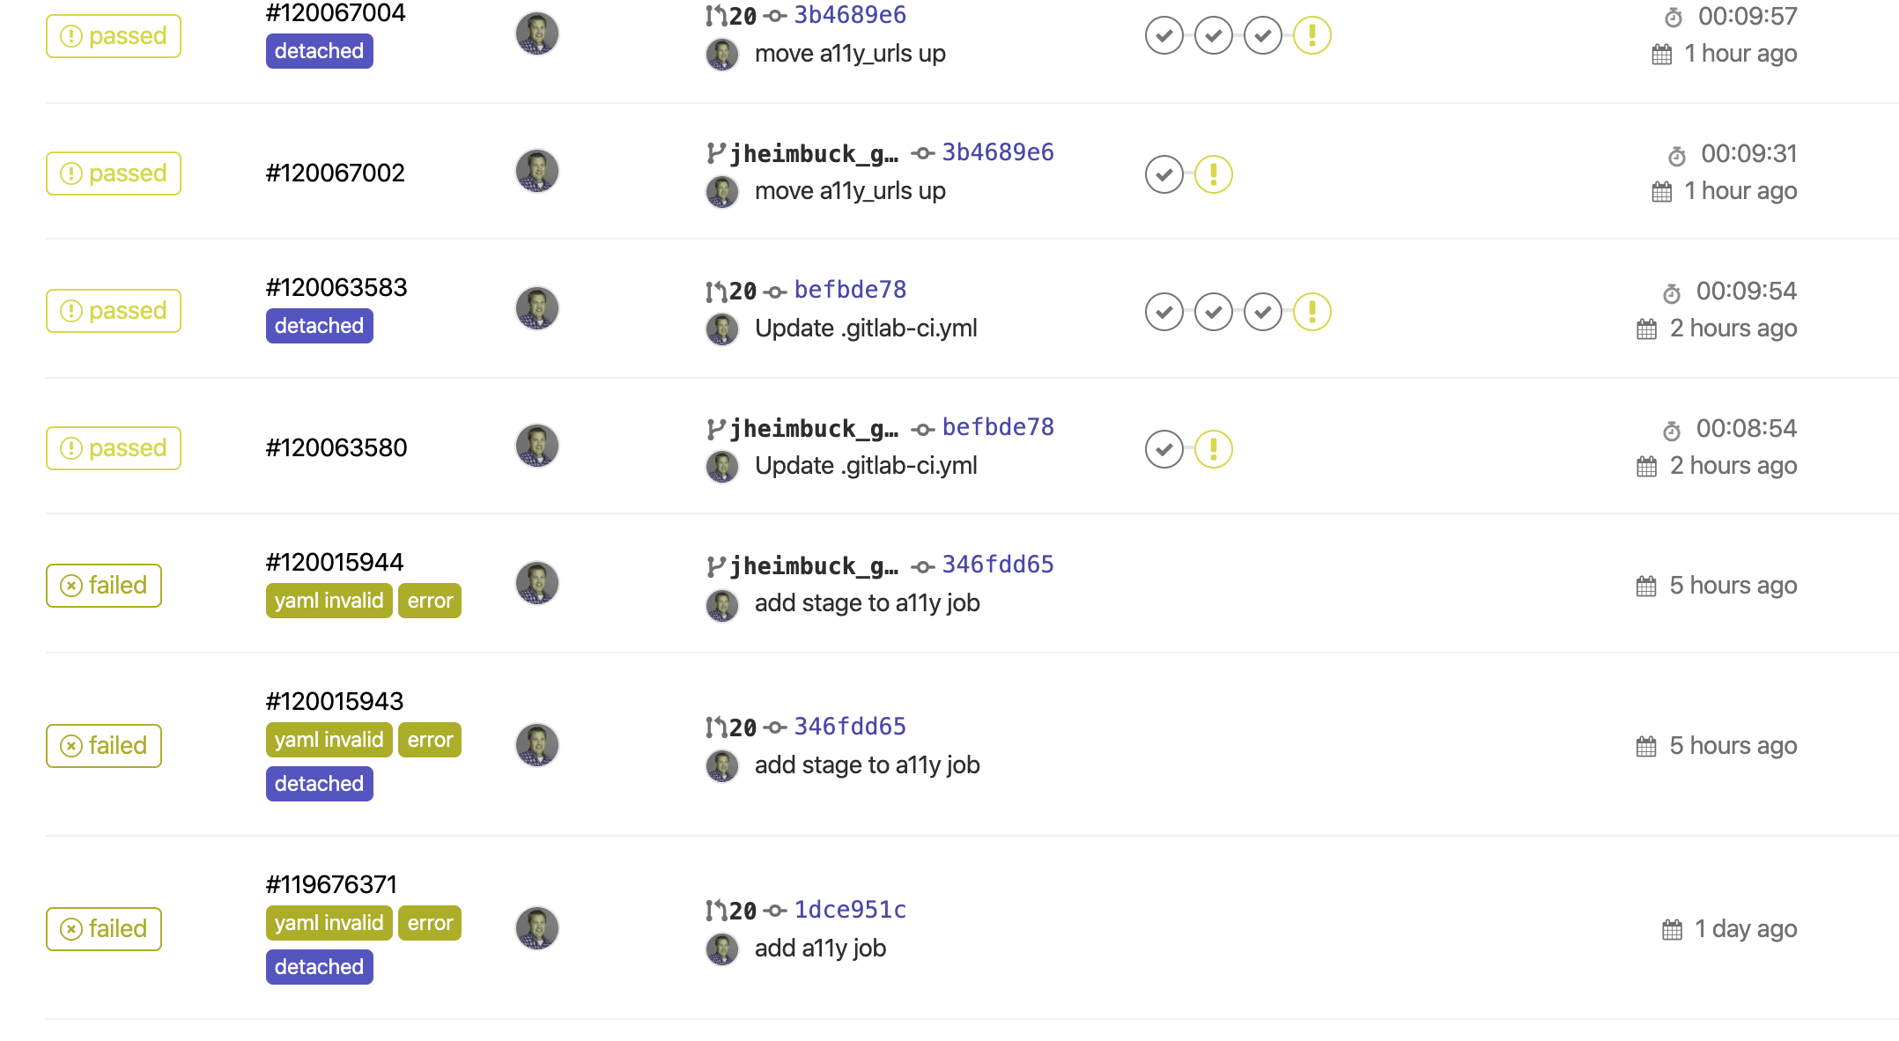 passed
#120067004
detached
20 3b4689e6
move a11y_urls up
00:09:57
1 hour ago
passed
#120067002
jheimbuck_g… 3b4689e6
move a11y_urls up
00:09:31
1 hour ago
passed
#120063583
detached
20 befbde78
Update .gitlab-ci.yml
00:09:54
2 hours ago
passed
#120063580
jheimbuck_g… befbde78
Update .gitlab-ci.yml
00:08:54
2 hours ago
failed
#120015944
yaml invalid error
jheimbuck_g… 346fdd65
add stage to a11y job
5 hours ago
failed
#120015943
yaml invalid error
detached
20 346fdd65
add stage to a11y job
5 hours ago
failed
#119676371
yaml invalid error
detached
20 1dce951c
add a11y job
1 day ago